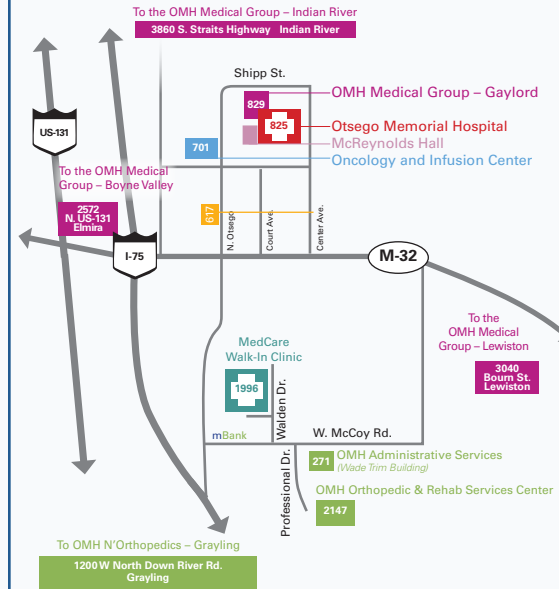 To the OMH Medical Group – Indian River
3860 S. Straits Highway Indian River
Shipp St.
OMH Medical Group – Gaylord
829
825
Otsego Memorial Hospital
McReynolds Hall
701
Oncology and Infusion Center
US-131
To the OMH Medical
Group – Boyne Valley
2572
N. US-131
Elmira
617
N. Otsego
Court Ave.
Center Ave.
I-75
M-32
To the
OMH Medical
Group – Lewiston
3040
Bourn St.
Lewiston
MedCare
Walk-In Clinic
1996
Walden Dr.
mBank
W. McCoy Rd.
Professional Dr.
271
OMH Administrative Services
(Wade Trim Building)
OMH Orthopedic & Rehab Services Center
2147
To OMH N'Orthopedics – Grayling
1200 W North Down River Rd.
Grayling